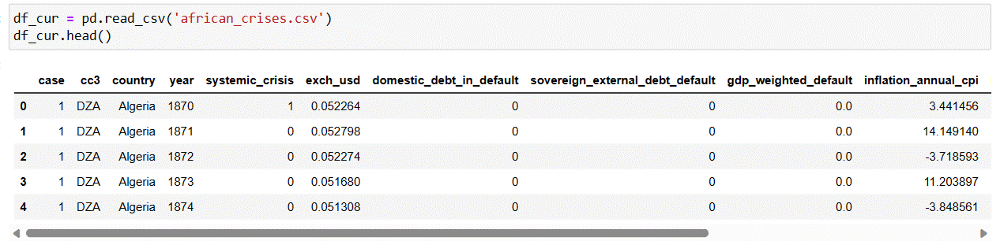 df_cur = pd.read_csv('african_crises.csv')
df_cur.head()
case cc3 country year systemic_crisis exch_usd domestic_debt_in_default sovereign_external_debt_default gdp_weighted_default inflation_annual_cpi
0 1 DZA Algeria 1870 1 0.052264 0 0 0.0 3.441456
1 1 DZA Algeria 1871 0 0.052798 0 0 0.0 14.149140
2 1 DZA Algeria 1872 0 0.052274 0 0 0.0 -3.718593
3 1 DZA Algeria 1873 0 0.051680 0 0 0.0 11.203897
4 1 DZA Algeria 1874 0 0.051308 0 0 0.0 -3.848561